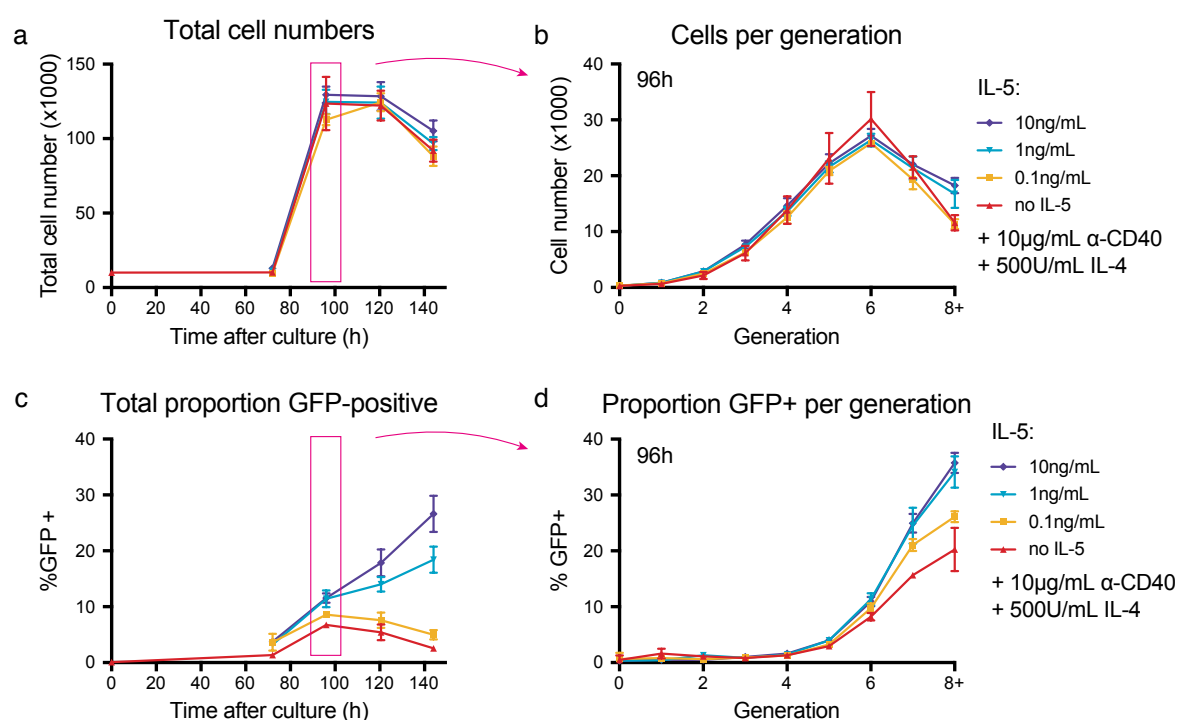 a
Total cell numbers
Total cell number (x1000)
150
100
50
0
0 20 40 60 80 100 120 140
Time after culture (h)
b
Cells per generation
96h
Cell number (x1000)
40
30
20
10
0
0 2 4 6 8+
Generation
IL-5:
10ng/mL
1ng/mL
0.1ng/mL
no IL-5
+ 10µg/mL α-CD40
+ 500U/mL IL-4
c
Total proportion GFP-positive
%GFP +
40
30
20
10
0
0 20 40 60 80 100 120 140
Time after culture (h)
d
Proportion GFP+ per generation
96h
% GFP+
40
30
20
10
0
0 2 4 6 8+
Generation
IL-5:
10ng/mL
1ng/mL
0.1ng/mL
no IL-5
+ 10µg/mL α-CD40
+ 500U/mL IL-4